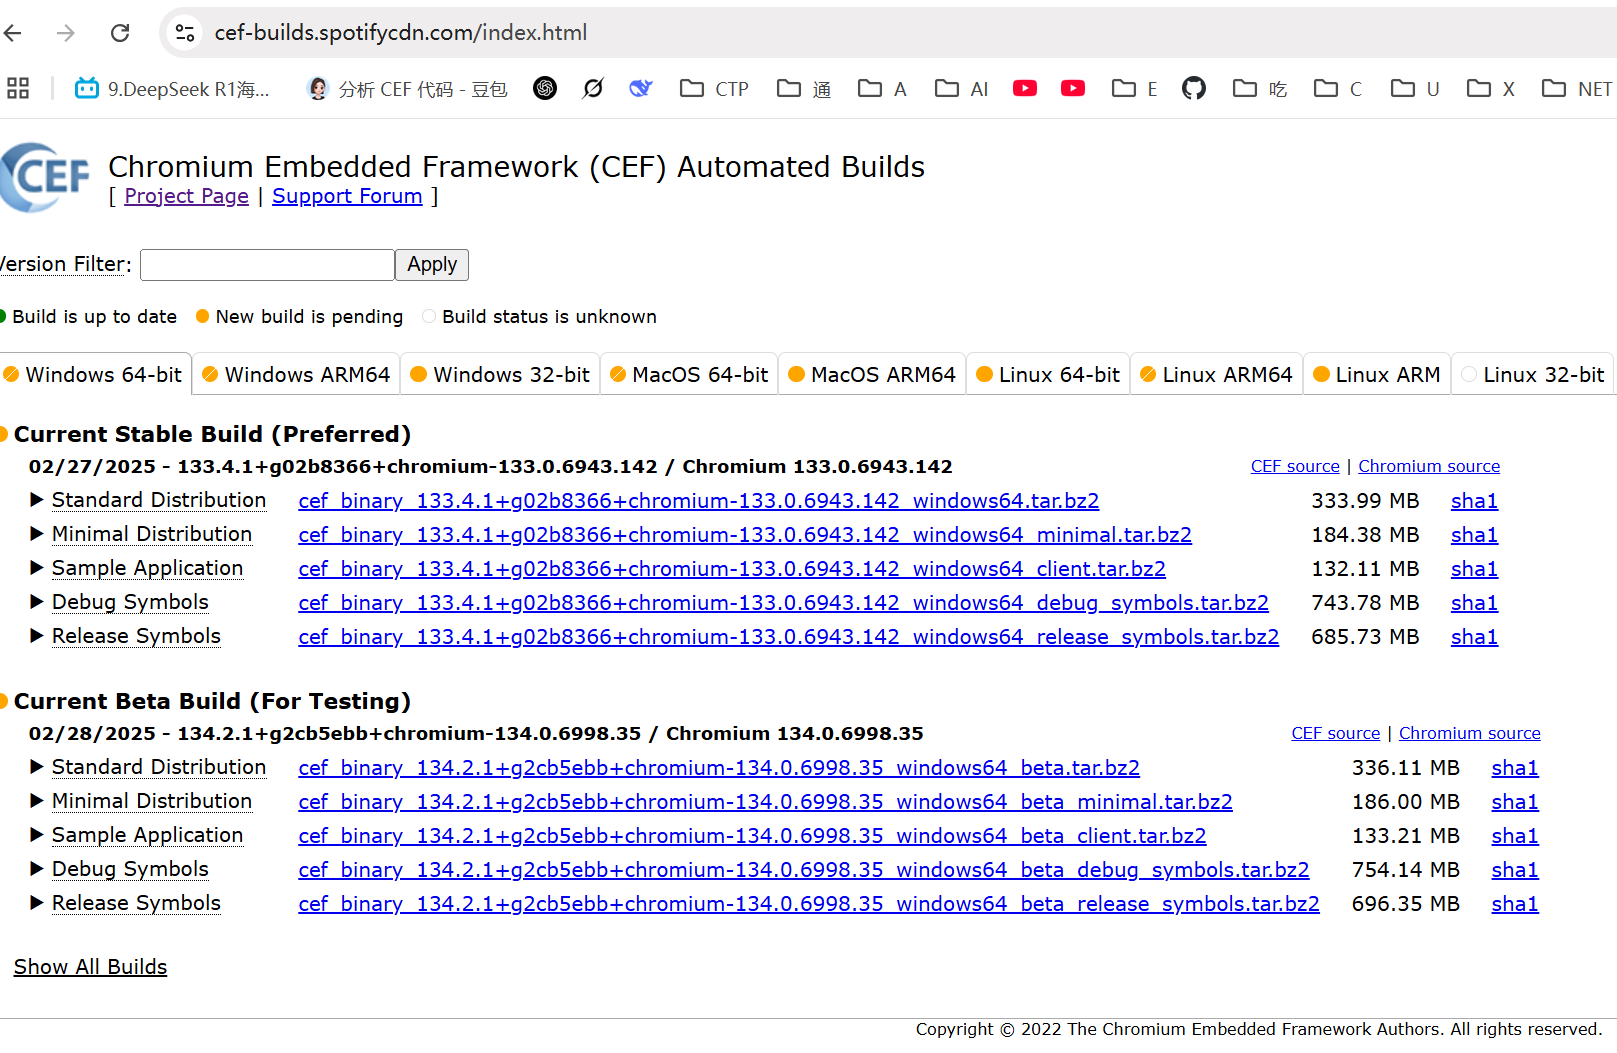 cef-builds.spotifycdn.com/index.html
9.DeepSeek R1海... 分析 CEF 代码 - 豆包 CTP 通 A AI E 吃 C U X NET
CEF
Chromium Embedded Framework (CEF) Automated Builds
[ Project Page | Support Forum ]
Version Filter: Apply
Build is up to date New build is pending Build status is unknown
Windows 64-bit Windows ARM64 Windows 32-bit MacOS 64-bit MacOS ARM64 Linux 64-bit Linux ARM64 Linux ARM Linux 32-bit
Current Stable Build (Preferred)
02/27/2025 - 133.4.1+g02b8366+chromium-133.0.6943.142 / Chromium 133.0.6943.142 CEF source | Chromium source
Standard Distribution cef_binary_133.4.1+g02b8366+chromium-133.0.6943.142_windows64.tar.bz2 333.99 MB sha1
Minimal Distribution cef_binary_133.4.1+g02b8366+chromium-133.0.6943.142_windows64_minimal.tar.bz2 184.38 MB sha1
Sample Application cef_binary_133.4.1+g02b8366+chromium-133.0.6943.142_windows64_client.tar.bz2 132.11 MB sha1
Debug Symbols cef_binary_133.4.1+g02b8366+chromium-133.0.6943.142_windows64_debug_symbols.tar.bz2 743.78 MB sha1
Release Symbols cef_binary_133.4.1+g02b8366+chromium-133.0.6943.142_windows64_release_symbols.tar.bz2 685.73 MB sha1
Current Beta Build (For Testing)
02/28/2025 - 134.2.1+g2cb5ebb+chromium-134.0.6998.35 / Chromium 134.0.6998.35 CEF source | Chromium source
Standard Distribution cef_binary_134.2.1+g2cb5ebb+chromium-134.0.6998.35_windows64_beta.tar.bz2 336.11 MB sha1
Minimal Distribution cef_binary_134.2.1+g2cb5ebb+chromium-134.0.6998.35_windows64_beta_minimal.tar.bz2 186.00 MB sha1
Sample Application cef_binary_134.2.1+g2cb5ebb+chromium-134.0.6998.35_windows64_beta_client.tar.bz2 133.21 MB sha1
Debug Symbols cef_binary_134.2.1+g2cb5ebb+chromium-134.0.6998.35_windows64_beta_debug_symbols.tar.bz2 754.14 MB sha1
Release Symbols cef_binary_134.2.1+g2cb5ebb+chromium-134.0.6998.35_windows64_beta_release_symbols.tar.bz2 696.35 MB sha1
Show All Builds
Copyright © 2022 The Chromium Embedded Framework Authors. All rights reserved.